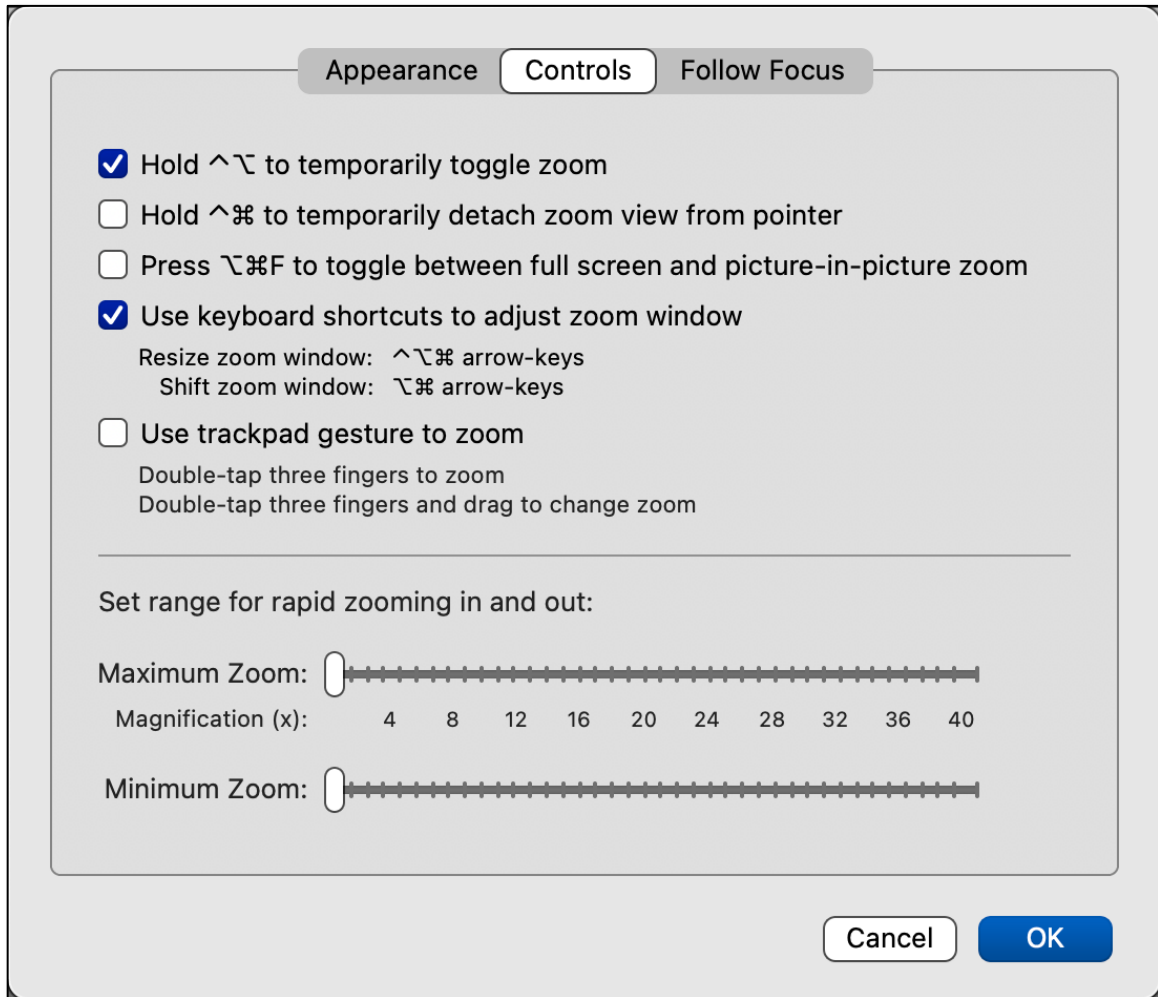 Appearance Controls Follow Focus
Hold ^⌥ to temporarily toggle zoom
Hold ^⌘ to temporarily detach zoom view from pointer
Press ⌥⌘F to toggle between full screen and picture-in-picture zoom
Use keyboard shortcuts to adjust zoom window
Resize zoom window: ^⌥⌘ arrow-keys
Shift zoom window: ⌥⌘ arrow-keys
Use trackpad gesture to zoom
Double-tap three fingers to zoom
Double-tap three fingers and drag to change zoom
Set range for rapid zooming in and out:
Maximum Zoom:
Magnification (x): 4 8 12 16 20 24 28 32 36 40
Minimum Zoom:
Cancel OK